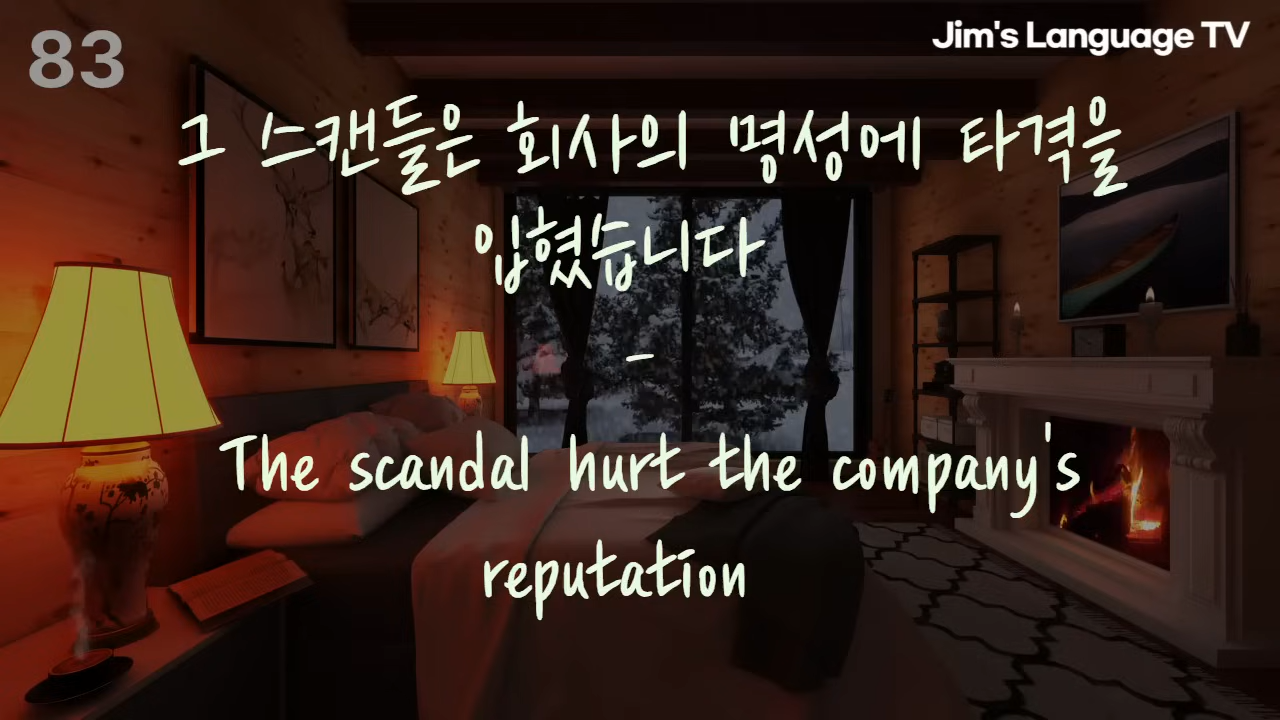 83
Jim's Language TV
그 스캔들은 회사의 명성에 타격을
입혔습니다
-
The scandal hurt the company's
reputation